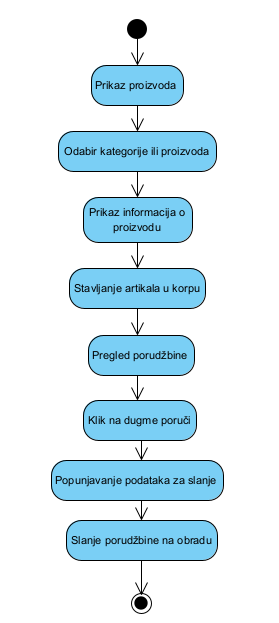 Prikaz proizvoda
Odabir kategorije ili proizvoda
Prikaz informacija o
proizvodu
Stavljanje artikala u korpu
Pregled porudžbine
Klik na dugme poruči
Popunjavanje podataka za slanje
Slanje porudžbine na obradu